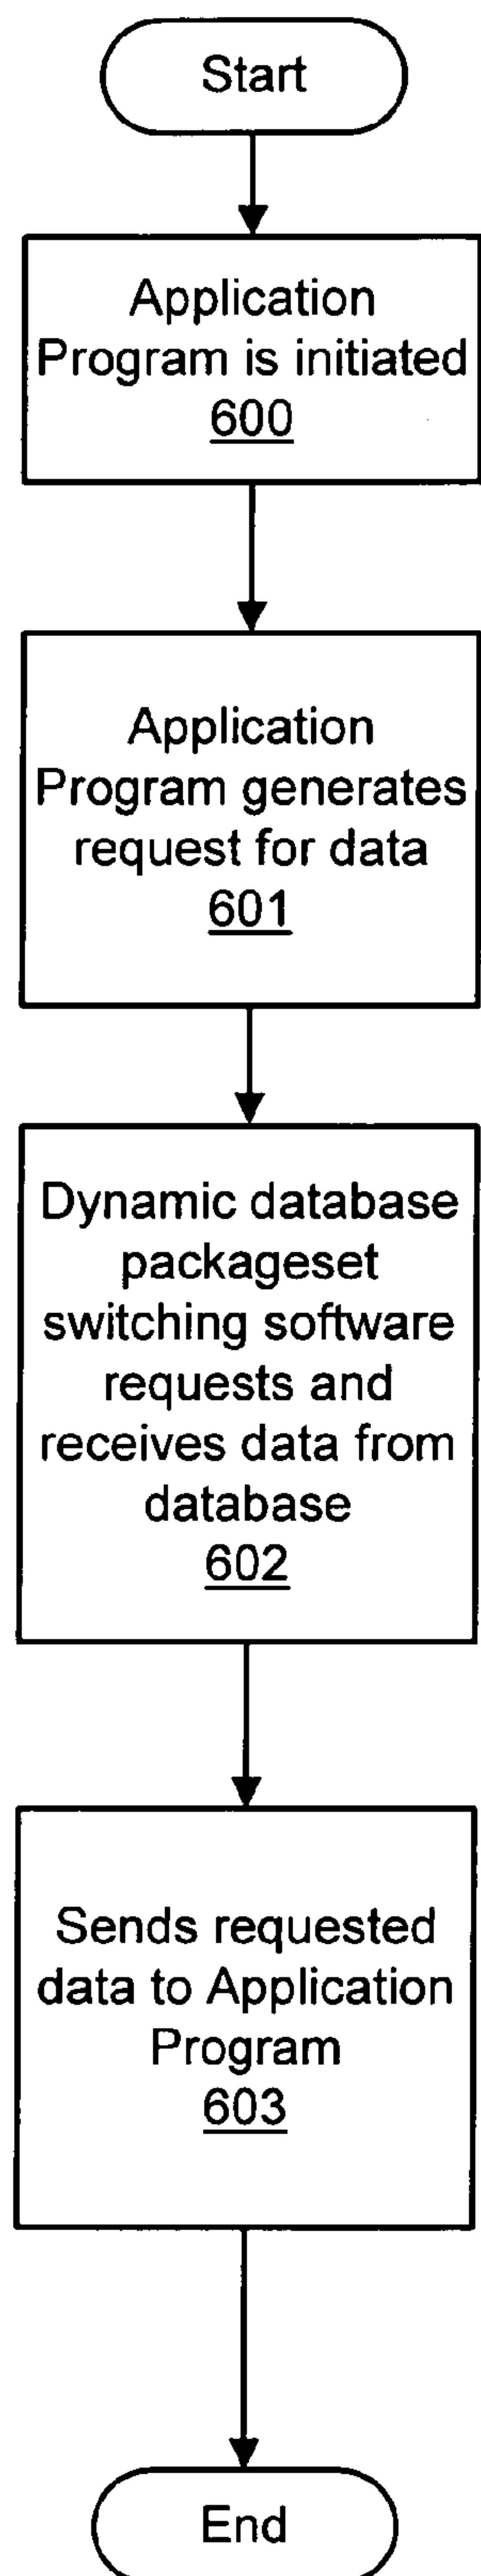 Start
Application
Program is initiated
600
Application
Program generates
request for data
601
Dynamic database
packageset
switching software
requests and
receives data from
database
602
Sends requested
data to Application
Program
603
End